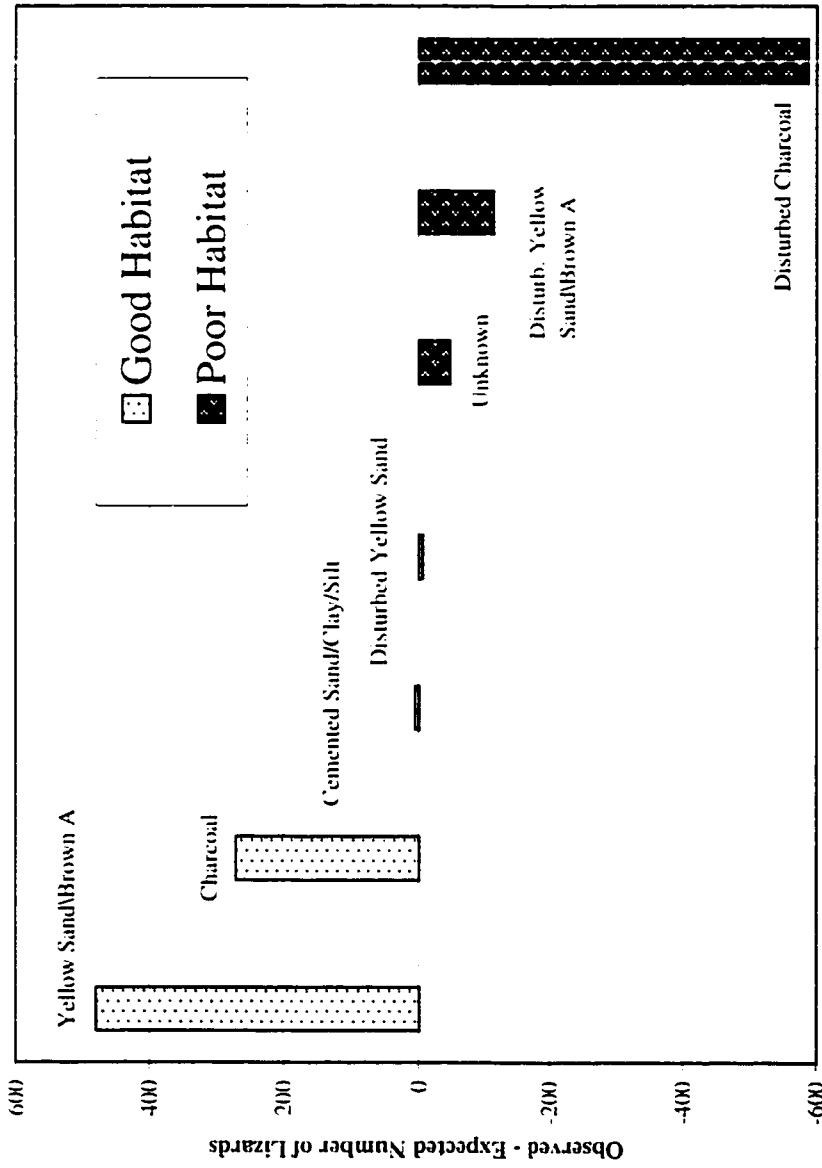 Observed - Expected Number of Lizards
600
400
200
0
-200
-400
-600
Yellow Sand\Brown A
Charcoal
Cemented Sand/Clay/Silt
Disturbed Yellow Sand
Unknown
Disturb. Yellow
Sand\Brown A
Disturbed Charcoal
Good Habitat
Poor Habitat